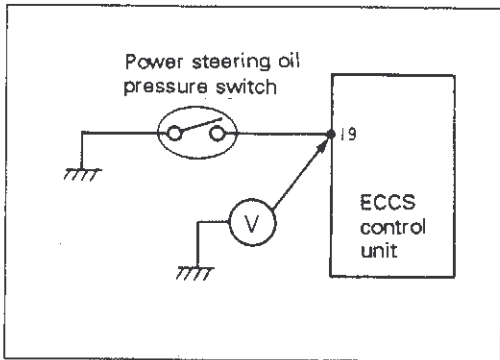 Power steering oil
pressure switch
19
ECCS
control
unit
V